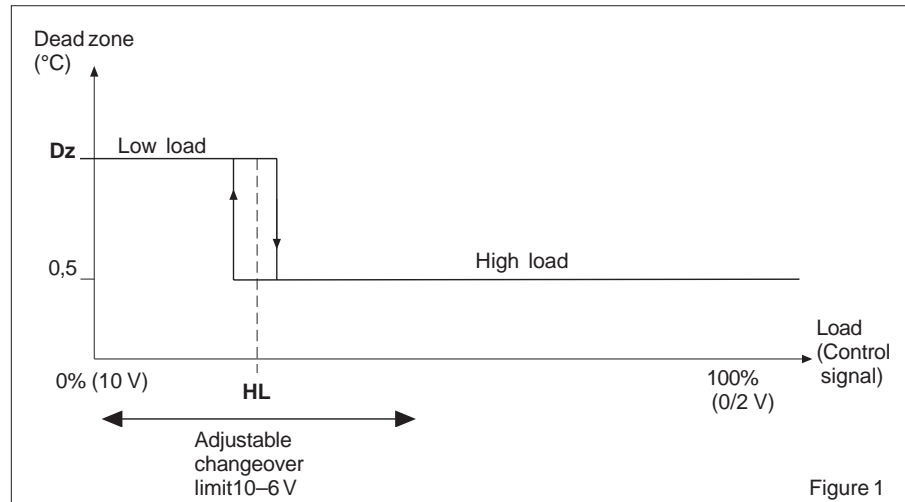 Dead zone
(°C)
Dz
Low load
0,5
High load
Load
(Control
signal)
0% (10 V)
HL
100%
(0/2 V)
Adjustable
changeover
limit10–6 V
Figure 1